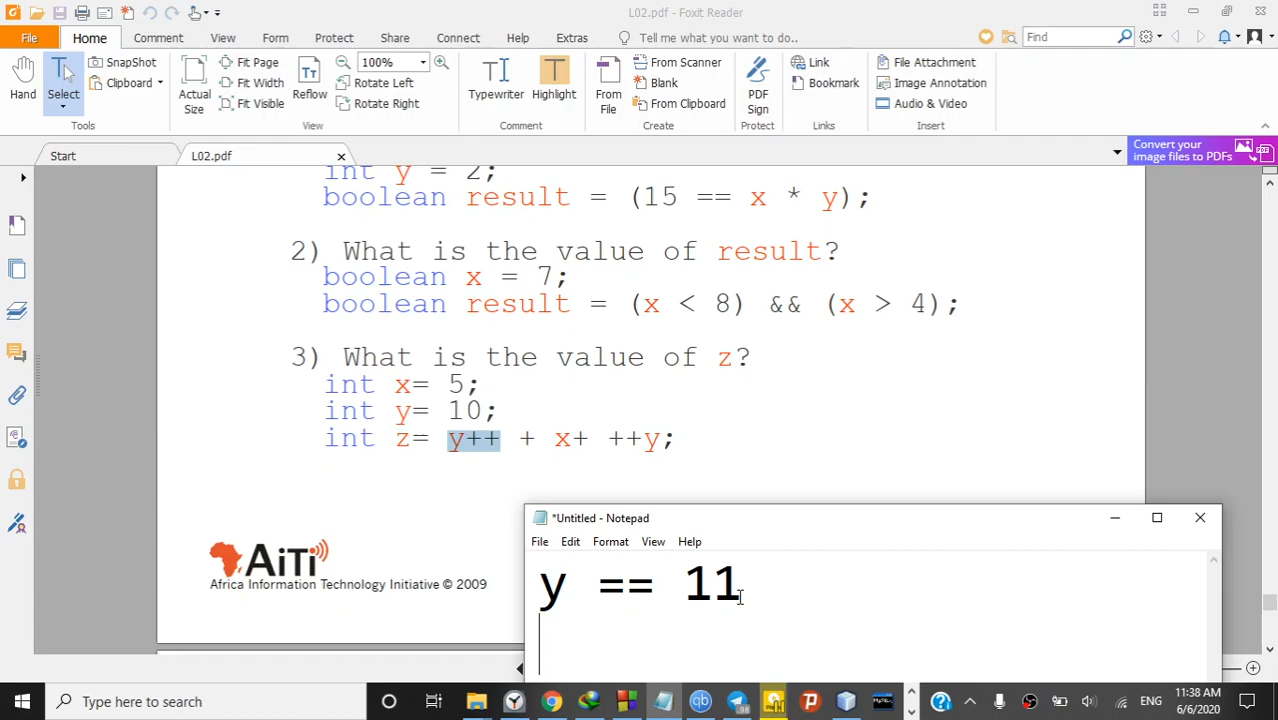 L02.pdf - Foxit Reader
File Home Comment View Form Protect Share Connect Help Extras Tell me what you want to do.. Find
Hand
Select
SnapShot
Clipboard
Tools
Actual Size
Fit Page
Fit Width
Fit Visible
Reflow
100%
Rotate Left
Rotate Right
View
Typewriter
Highlight
Comment
From File
From Scanner
Blank
From Clipboard
Create
PDF Sign
Protect
Link
Bookmark
Links
File Attachment
Image Annotation
Audio & Video
Insert
Start
L02.pdf
Convert your image files to PDFs
int y = 2;
boolean result = (15 == x * y);
2) What is the value of result?
boolean x = 7;
boolean result = (x < 8) && (x > 4);
3) What is the value of z?
int x= 5;
int y= 10;
int z= y++ + x+ ++y;
AiTi
Africa Information Technology Initiative © 2009
*Untitled - Notepad
File Edit Format View Help
y == 11
Type here to search
98
ENG
11:38 AM
6/6/2020